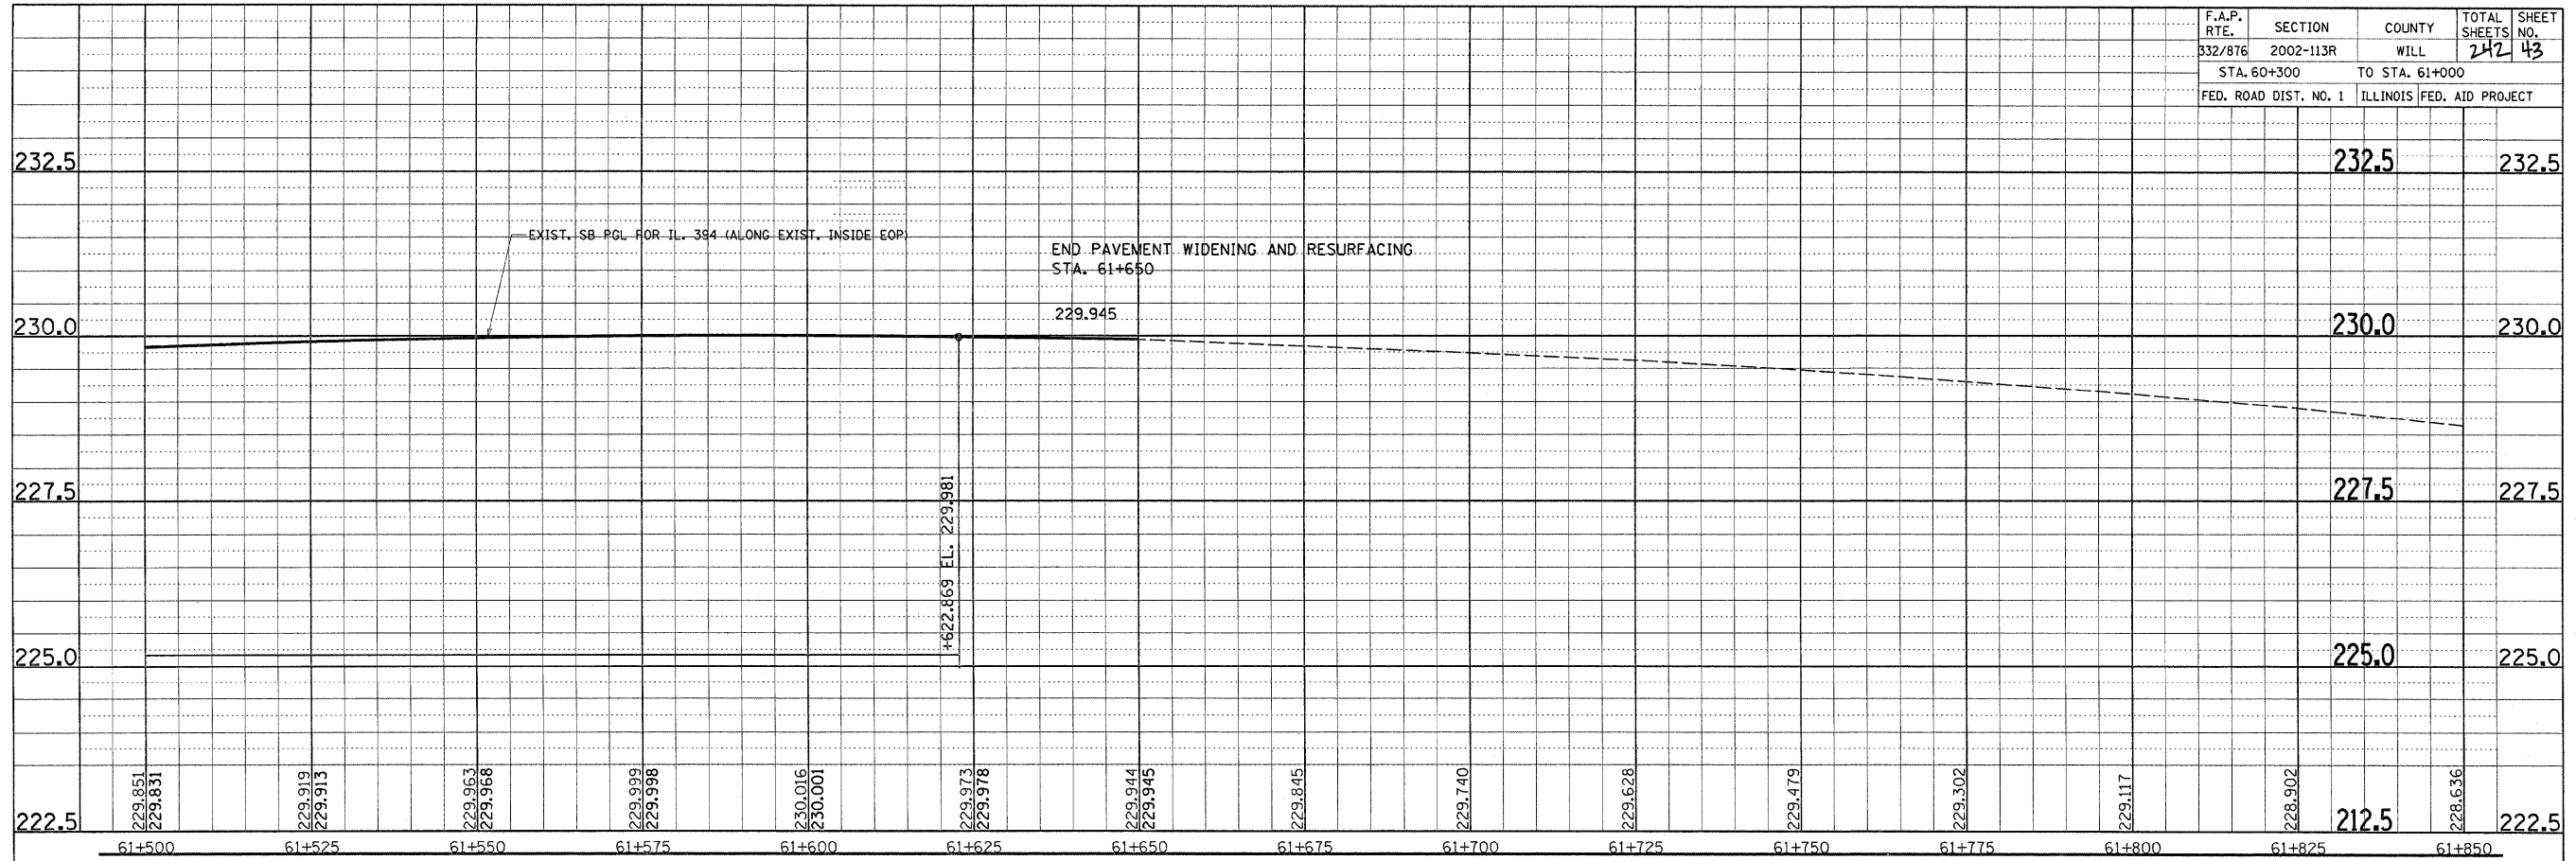 F.A.P. RTE. SECTION COUNTY TOTAL SHEETS SHEET NO.
332/876 2002-113R WILL 242 43
STA. 60+300 TO STA. 61+000
FED. ROAD DIST. NO. 1 ILLINOIS FED. AID PROJECT
232.5 232.5 232.5
EXIST. SB PGL FOR IL. 394 (ALONG EXIST. INSIDE EOP)
END PAVEMENT WIDENING AND RESURFACING
STA. 61+650
229.945
230.0 230.0 230.0
227.5 227.5 227.5
+622.869 EL. 229.981
225.0 225.0 225.0
229.851 229.919 229.963 229.999 230.016 229.973 229.944 229.845 229.740 229.628 229.479 229.302 229.117 228.902 228.636
229.831 229.913 229.968 229.998 230.001 229.978 229.945
222.5 212.5 222.5
61+500 61+525 61+550 61+575 61+600 61+625 61+650 61+675 61+700 61+725 61+750 61+775 61+800 61+825 61+850